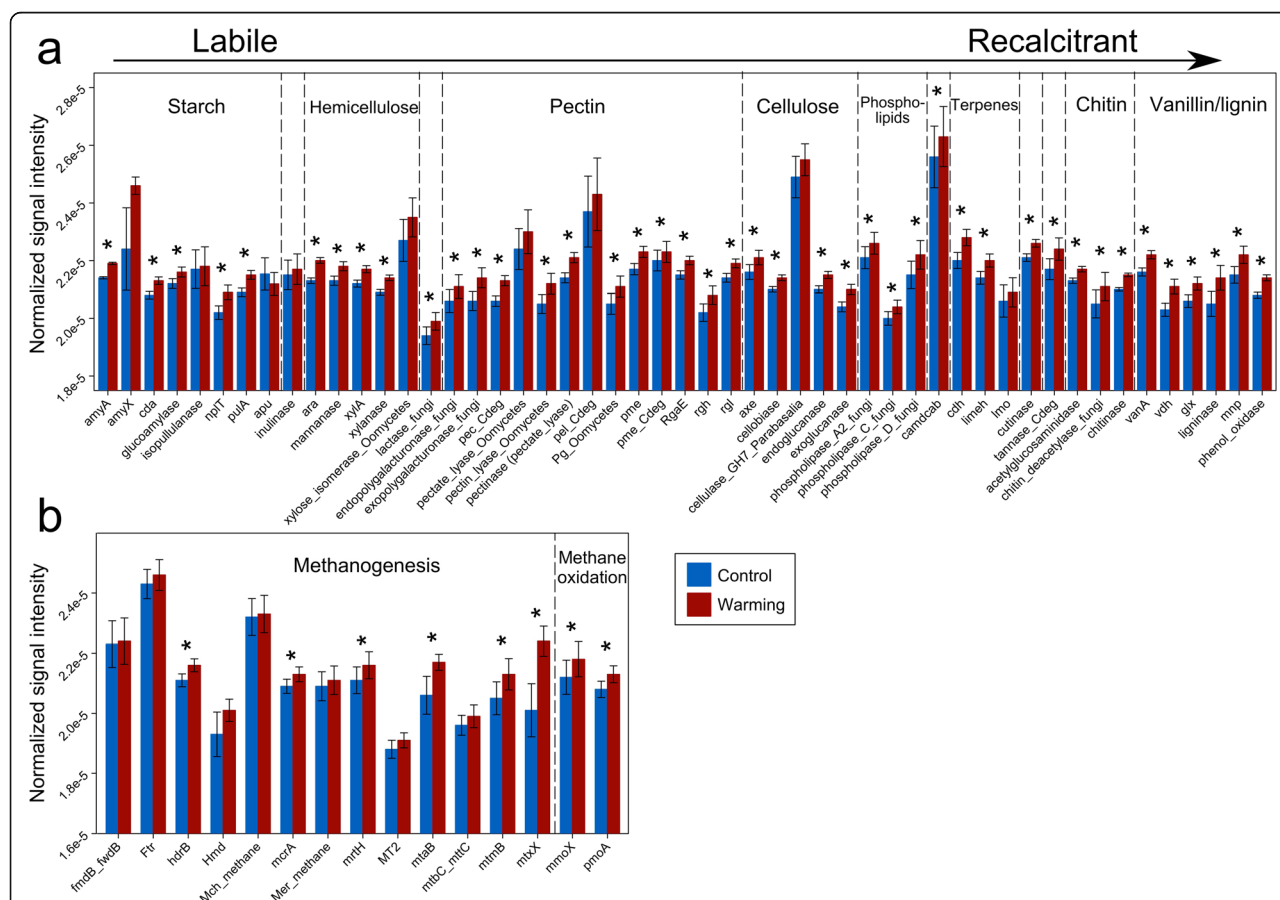 a
Labile
Recalcitrant
Normalized signal intensity
2.8e-5
2.6e-5
2.4e-5
2.2e-5
2.0e-5
1.8e-5
Starch
Hemicellulose
Pectin
Cellulose
Phospho-
lipids
Terpenes
Chitin
Vanillin/lignin
* * * * * * * * * * * * * * * * * * * * * * * * * * * * * * * * * * * * * * * *
amyA
amyX
cda
glucoamylase
isopullulanase
nplT
pulA
apu
inulinase
ara
mannanase
xylA
xylanase
xylose_isomerase_Oomycetes
lactase_fungi
endopolygalacturonase_fungi
exopolygalacturonase_fungi
pec_Cdeg
pectate_lyase_Oomycetes
pectin_lyase_Oomycetes
pectinase (pectate_lyase)
pel_Cdeg
Pg_Oomycetes
pme
pme_Cdeg
RgaE
rgh
rgl
axe
cellobiase
cellulase_GH7_Parabasalia
endoglucanase
exoglucanase
phospholipase_A2_fungi
phospholipase_C_fungi
phospholipase_D_fungi
camdcab
cdh
limeh
lmo
cutinase
tannase_Cdeg
acetylglucosaminidase
chitin_deacetylase_fungi
chitinase
vanA
vdh
glx
ligninase
mnp
phenol_oxidase
b
Normalized signal intensity
2.4e-5
2.2e-5
2.0e-5
1.8e-5
1.6e-5
Methanogenesis
Methane
oxidation
* * * * * * * *
fmdB_fwdB
Ftr
hdrB
Hmd
Mch_methane
mcrA
Mer_methane
mrtH
MT2
mtaB
mtbC_mttC
mtmB
mtxX
mmoX
pmoA
Control
Warming